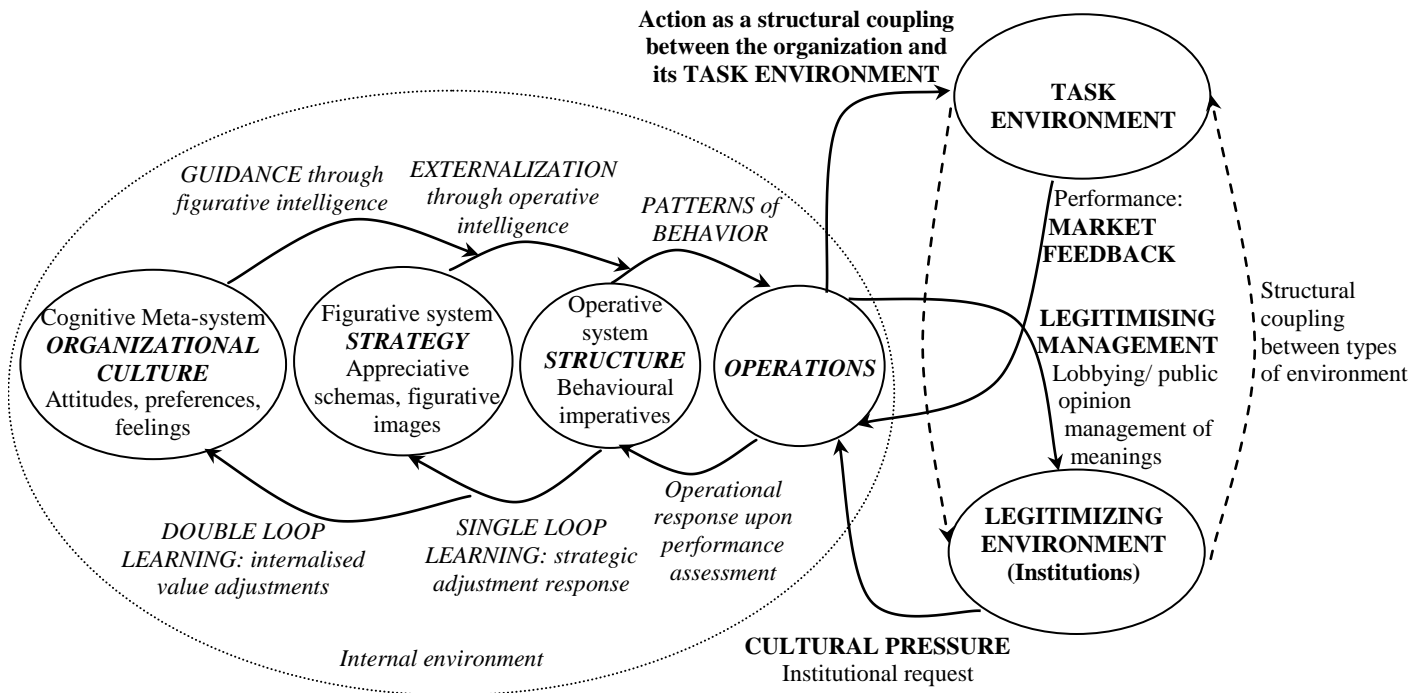 Action as a structural coupling
between the organization and
its TASK ENVIRONMENT
TASK
ENVIRONMENT
GUIDANCE through
figurative intelligence
EXTERNALIZATION
through operative
intelligence
PATTERNS of
BEHAVIOR
Performance:
MARKET
FEEDBACK
Cognitive Meta-system
ORGANIZATIONAL
CULTURE
Attitudes, preferences,
feelings
Figurative system
STRATEGY
Appreciative
schemas, figurative
images
Operative
system
STRUCTURE
Behavioural
imperatives
OPERATIONS
LEGITIMISING
MANAGEMENT
Lobbying/ public
opinion
management of
meanings
Structural
coupling
between types
of environment
DOUBLE LOOP
LEARNING: internalised
value adjustments
SINGLE LOOP
LEARNING: strategic
adjustment response
Operational
response upon
performance
assessment
LEGITIMIZING
ENVIRONMENT
(Institutions)
Internal environment
CULTURAL PRESSURE
Institutional request